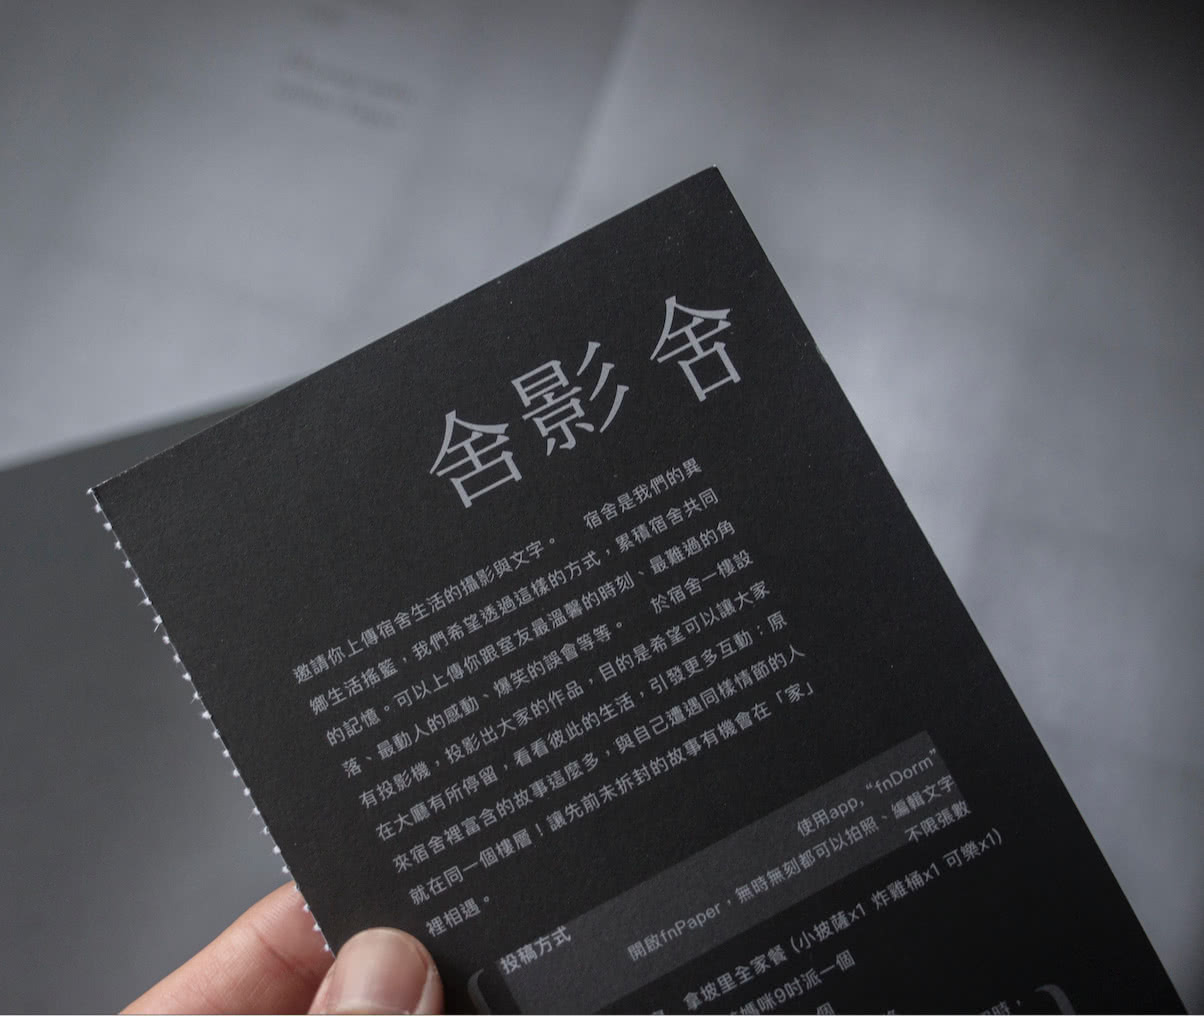 舍影 舍
邀請你上傳宿舍生活的攝影與文字。 宿舍是我們的異
鄉生活搖籃，我們希望透過這樣的方式，累積宿舍共同
的記憶。可以上傳你跟室友最溫馨的時刻、最難過的角
落、最動人的感動、爆笑的誤會等等。 於宿舍一樓設
有投影機，投影出大家的作品，目的是希望可以讓大家
在大廳有所停留，看看彼此的生活，引發更多互動；原
來宿舍裡富含的故事這麼多，與自己遭遇同樣情節的人
就在同一個樓層！讓先前未拆封的故事有機會在「家」
裡相遇。
投稿方式 使用app, “fnDorm”
開啟fnPaper，無時無刻都可以拍照、編輯文字
不限張數
拿坡里全家餐 (小披薩x1 炸雞桶x1 可樂x1)
媽咪9吋派一個
個
時，